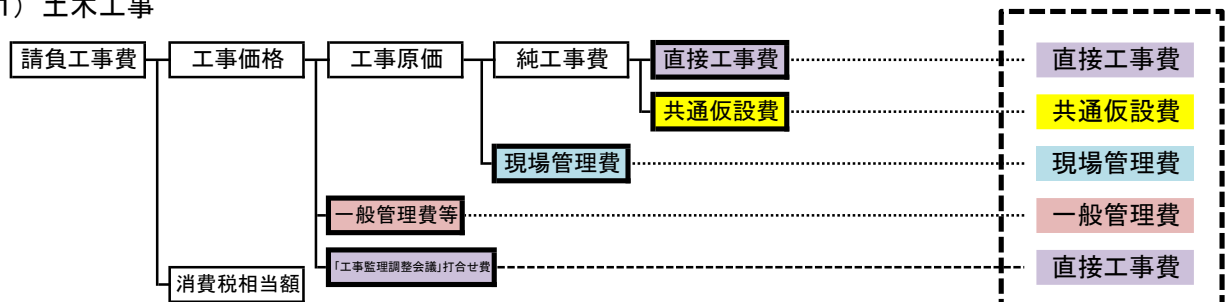 1）土木工事
請負工事費 工事価格 工事原価 純工事費 直接工事費 直接工事費
共通仮設費 共通仮設費
現場管理費 現場管理費
一般管理費等 一般管理費
「工事監理調整会議」打合せ費 直接工事費
消費税相当額